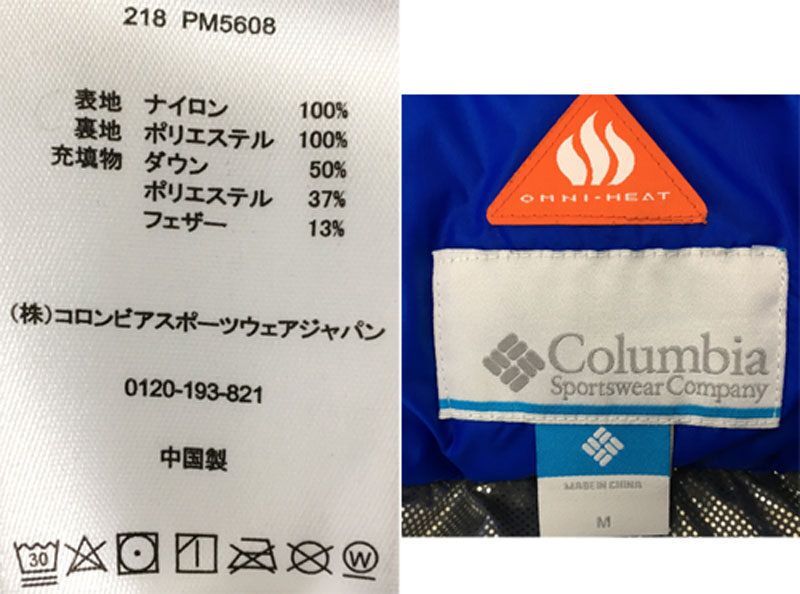 218 PM5608
表地 ナイロン 100%
裏地 ポリエステル 100%
充填物 ダウン 50%
ポリエステル 37%
フェザー 13%
(株)コロンビアスポーツウェアジャパン
0120-193-821
中国製
30
W
OMNI-HEAT
Columbia
Sportswear Company
MADE IN CHINA
M